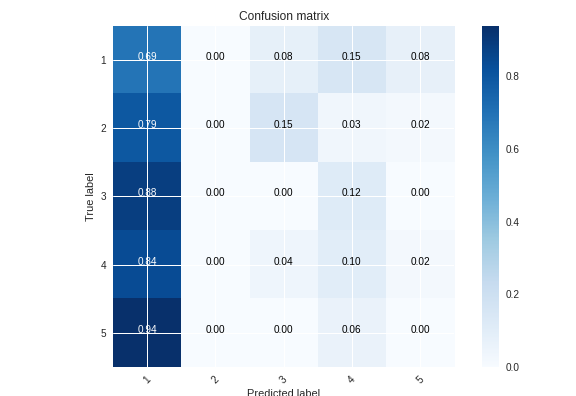 Confusion matrix
1 0.69 0.00 0.08 0.15 0.08
2 0.79 0.00 0.15 0.03 0.02
3 0.88 0.00 0.00 0.12 0.00
4 0.84 0.00 0.04 0.10 0.02
5 0.94 0.00 0.00 0.06 0.00
True label
1 2 3 4 5
Predicted label
0.8
0.6
0.4
0.2
0.0